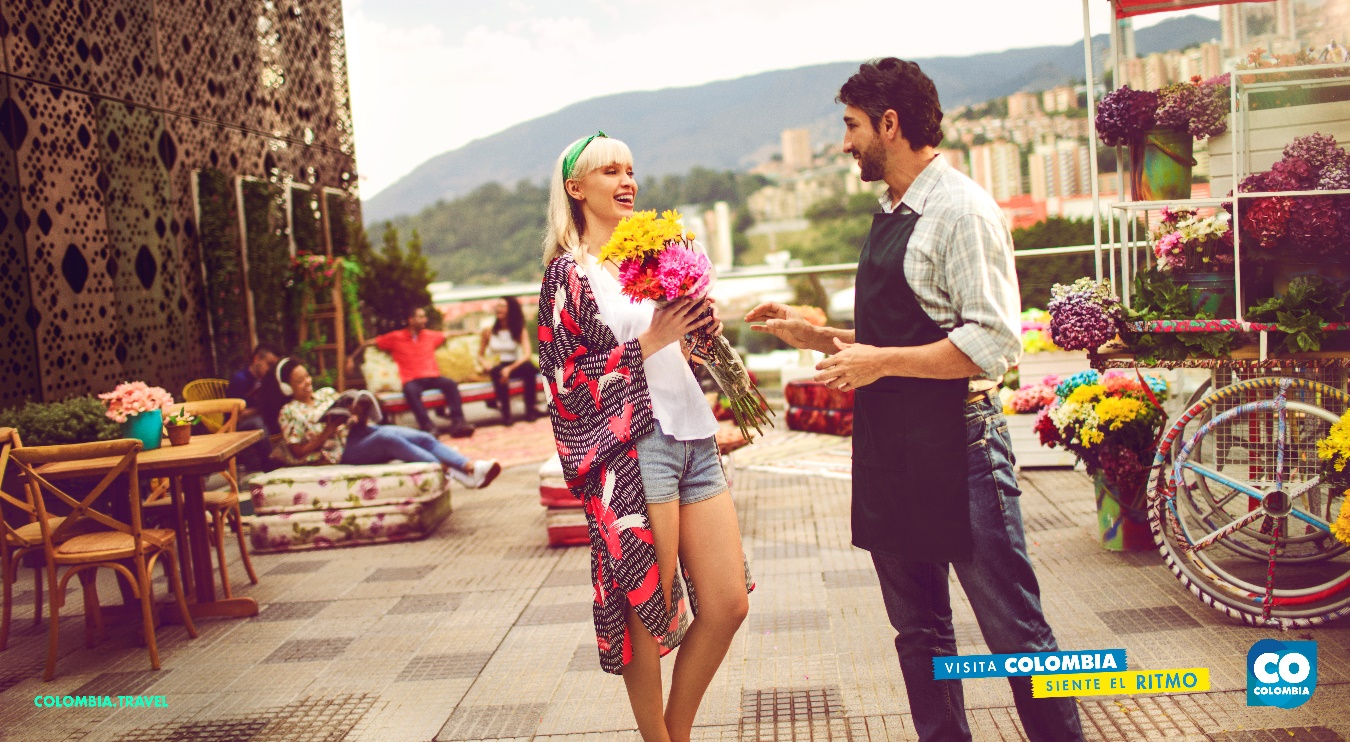 COLOMBIA.TRAVEL
VISITA COLOMBIA
SIENTE EL RITMO
CO
COLOMBIA